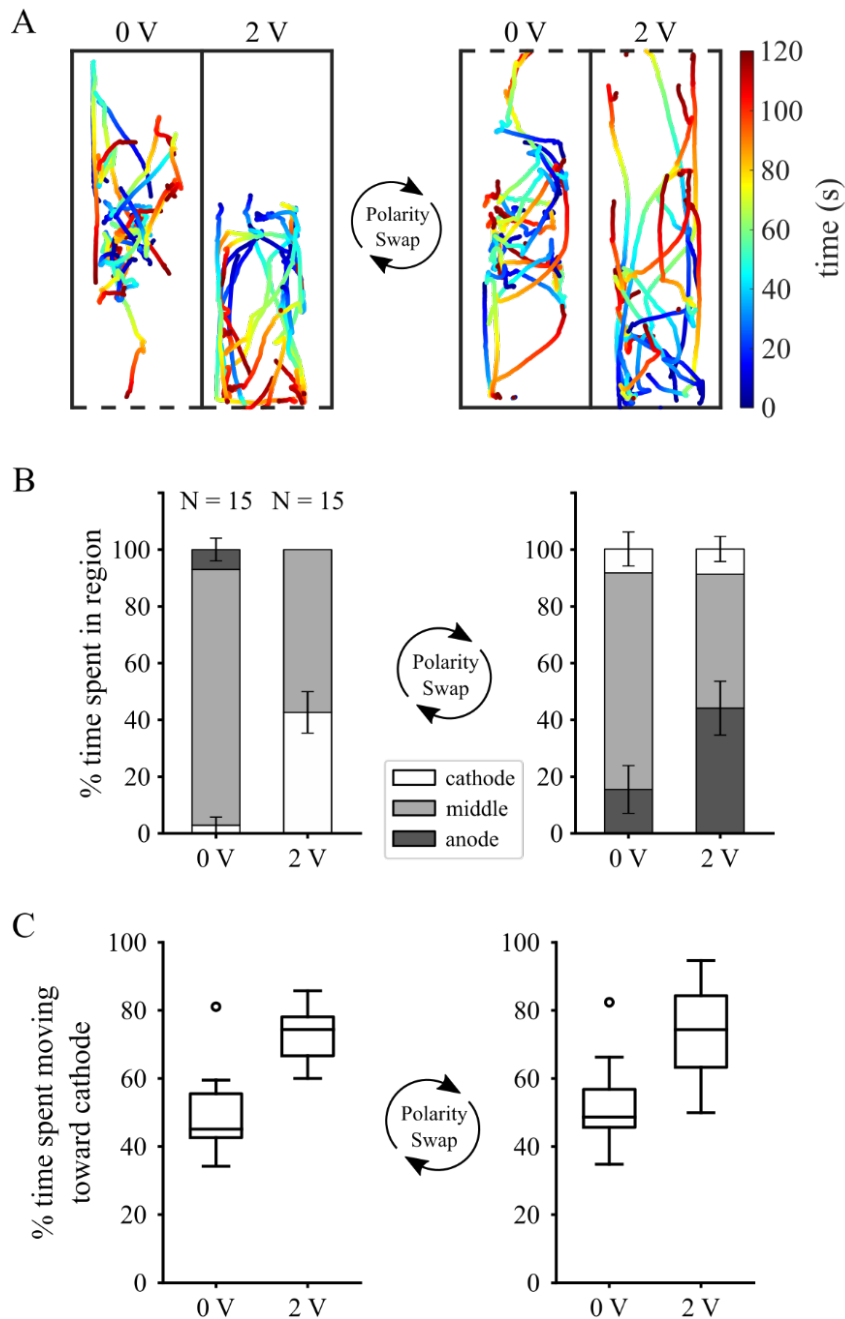 A
0 V
2 V
0 V
2 V
Polarity
Swap
120
100
80
60
40
20
0
time (s)
B
N = 15
N = 15
% time spent in region
100
80
60
40
20
0
0 V
2 V
Polarity
Swap
cathode
middle
anode
100
80
60
40
20
0
0 V
2 V
C
% time spent moving
toward cathode
100
80
60
40
20
0
0 V
2 V
Polarity
Swap
100
80
60
40
20
0
0 V
2 V